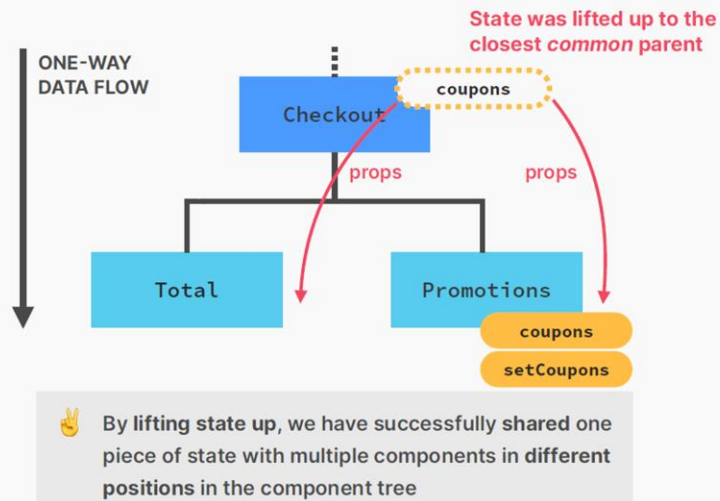 State was lifted up to the
closest common parent
ONE-WAY
DATA FLOW
coupons
Checkout
props
props
Total
Promotions
coupons
setCoupons
✌️ By lifting state up, we have successfully shared one
piece of state with multiple components in different
positions in the component tree